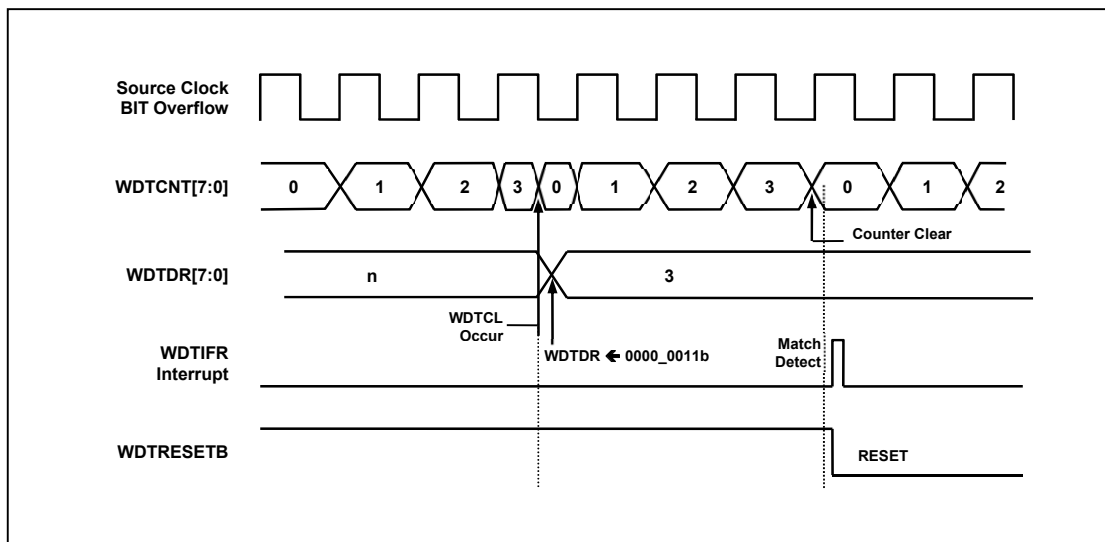 Source Clock
BIT Overflow
WDTCNT[7:0]
0 1 2 3 0 1 2 3 0 1 2
Counter Clear
WDTDR[7:0]
n
3
WDTCL
Occur
WDTDR ← 0000_0011b
WDTIFR
Interrupt
Match
Detect
WDTRESETB
RESET